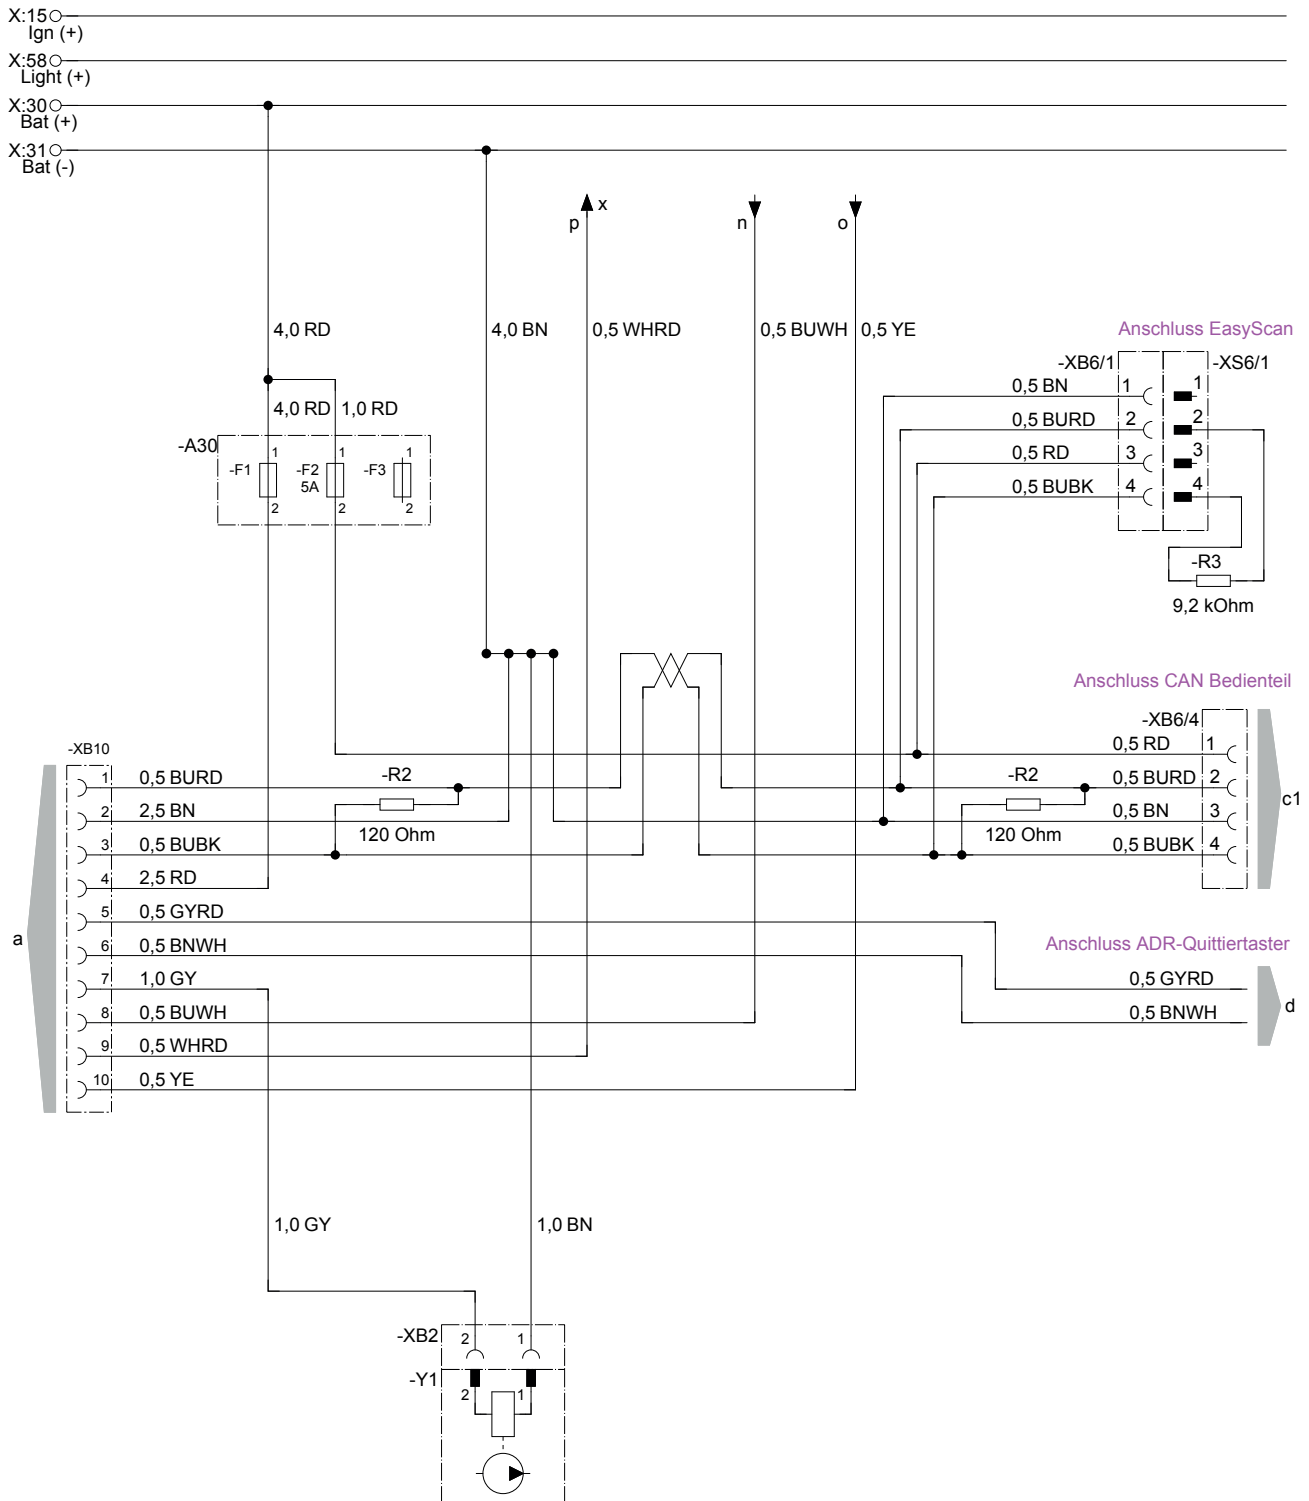 X:15
Ign (+)
X:58
Light (+)
X:30
Bat (+)
X:31
Bat (-)
x
p
n
o
4,0 RD
4,0 BN
0,5 WHRD
0,5 BUWH
0,5 YE
Anschluss EasyScan
-XB6/1
-XS6/1
0,5 BN
1
1
0,5 BURD
2
2
0,5 RD
3
3
0,5 BUBK
4
4
-R3
9,2 kOhm
4,0 RD
1,0 RD
-A30
1
1
1
-F1
-F2
5A
-F3
2
2
2
Anschluss CAN Bedienteil
-XB6/4
0,5 RD
1
0,5 BURD
2
0,5 BN
3
0,5 BUBK
4
c1
-R2
120 Ohm
-R2
120 Ohm
-XB10
1
0,5 BURD
2
2,5 BN
3
0,5 BUBK
4
2,5 RD
5
0,5 GYRD
6
0,5 BNWH
7
1,0 GY
8
0,5 BUWH
9
0,5 WHRD
10
0,5 YE
a
Anschluss ADR-Quittiertaster
0,5 GYRD
0,5 BNWH
d
1,0 GY
1,0 BN
-XB2
2
1
-Y1
2
1